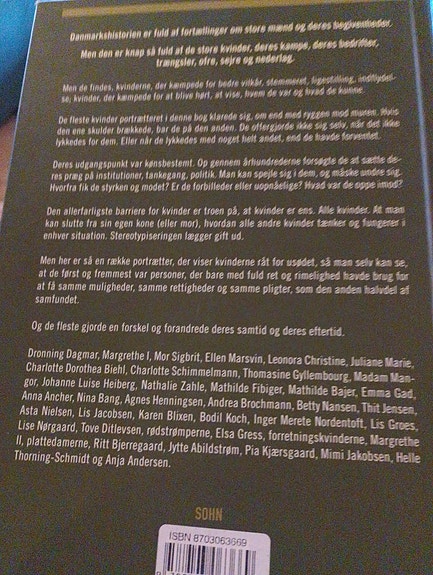 Danmarkshistorien er fuld af fortællinger om store mænd og deres begivenheder.
Men den er knap så fuld af de store kvinder, deres kampe, deres bedrifter,
trængsler, ofre, sejre og nederlag.
Men de findes, kvinderne, der kæmpede for bedre vilkår, stemmeret, ligestilling, indflydel-
se; kvinder, der kæmpede for at blive hørt, at vise, hvem de var og hvad de kunne.
De fleste kvinder portrætteret i denne bog klarede sig, om end med ryggen mod muren. Hvis
den ene skulder brækkede, bar de på den anden. De offergjorde ikke sig selv, når det ikke
lykkedes for dem. Eller når de lykkedes med noget helt andet, end de havde forventet.
Deres udgangspunkt var kønsbestemt. Op gennem århundrederne forsøgte de at sætte de-
res præg på institutioner, tankegang, politik. Man kan spejle sig i dem, og måske undre sig.
Hvorfra fik de styrken og modet? Er de forbilleder eller uopnåelige? Hvad var de oppe imod?
Den allerfarligste barriere for kvinder er troen på, at kvinder er ens. Alle kvinder. At man
kan slutte fra sin egen kone (eller mor), hvordan alle andre kvinder tænker og fungerer i
enhver situation. Stereotypiseringen lægger gift ud.
Men her er så en række portrætter, der viser kvinderne råt for usødet, så man selv kan se,
at de først og fremmest var personer, der bare med fuld ret og rimelighed havde brug for
at få samme muligheder, samme rettigheder og samme pligter, som den anden halvdel af
samfundet.
Og de fleste gjorde en forskel og forandrede deres samtid og deres eftertid.
Dronning Dagmar, Margrethe I, Mor Sigbrit, Ellen Marsvin, Leonora Christine, Juliane Marie,
Charlotte Dorothea Biehl, Charlotte Schimmelmann, Thomasine Gyllembourg, Madam Man-
gor, Johanne Luise Heiberg, Nathalie Zahle, Mathilde Fibiger, Mathilde Bajer, Emma Gad,
Anna Ancher, Nina Bang, Agnes Henningsen, Andrea Brochmann, Betty Nansen, Thit Jensen,
Asta Nielsen, Lis Jacobsen, Karen Blixen, Bodil Koch, Inger Merete Nordentoft, Lis Groes,
Lise Nørgaard, Tove Ditlevsen, rødstrømperne, Elsa Gress, forretningskvinderne, Margrethe
II, plattedamerne, Ritt Bjerregaard, Jytte Abildstrøm, Pia Kjærsgaard, Mimi Jakobsen, Helle
Thorning-Schmidt og Anja Andersen.
SOHN
ISBN 8703063669